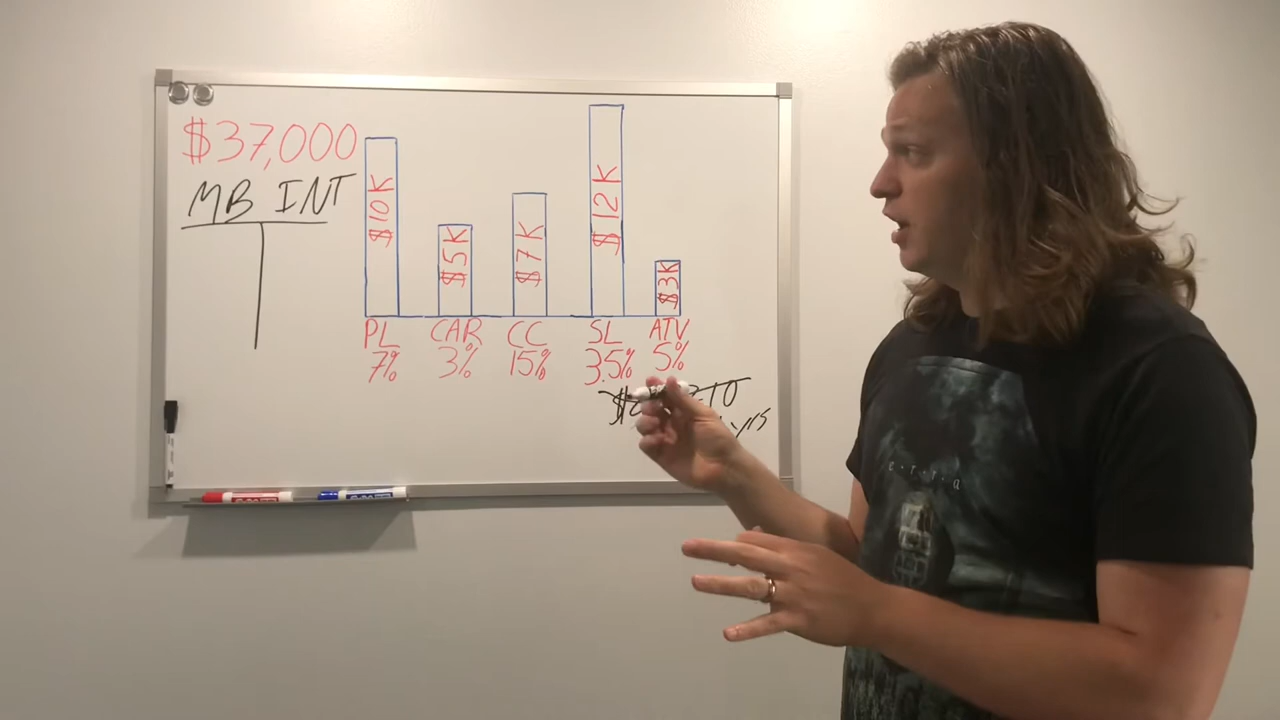 $37,000
MB INT
$10K
$5K
$7K
$12K
$3K
PL CAR CC SL ATV
7% 3% 15% 3.5% 5%
yrs
c.r.r.a